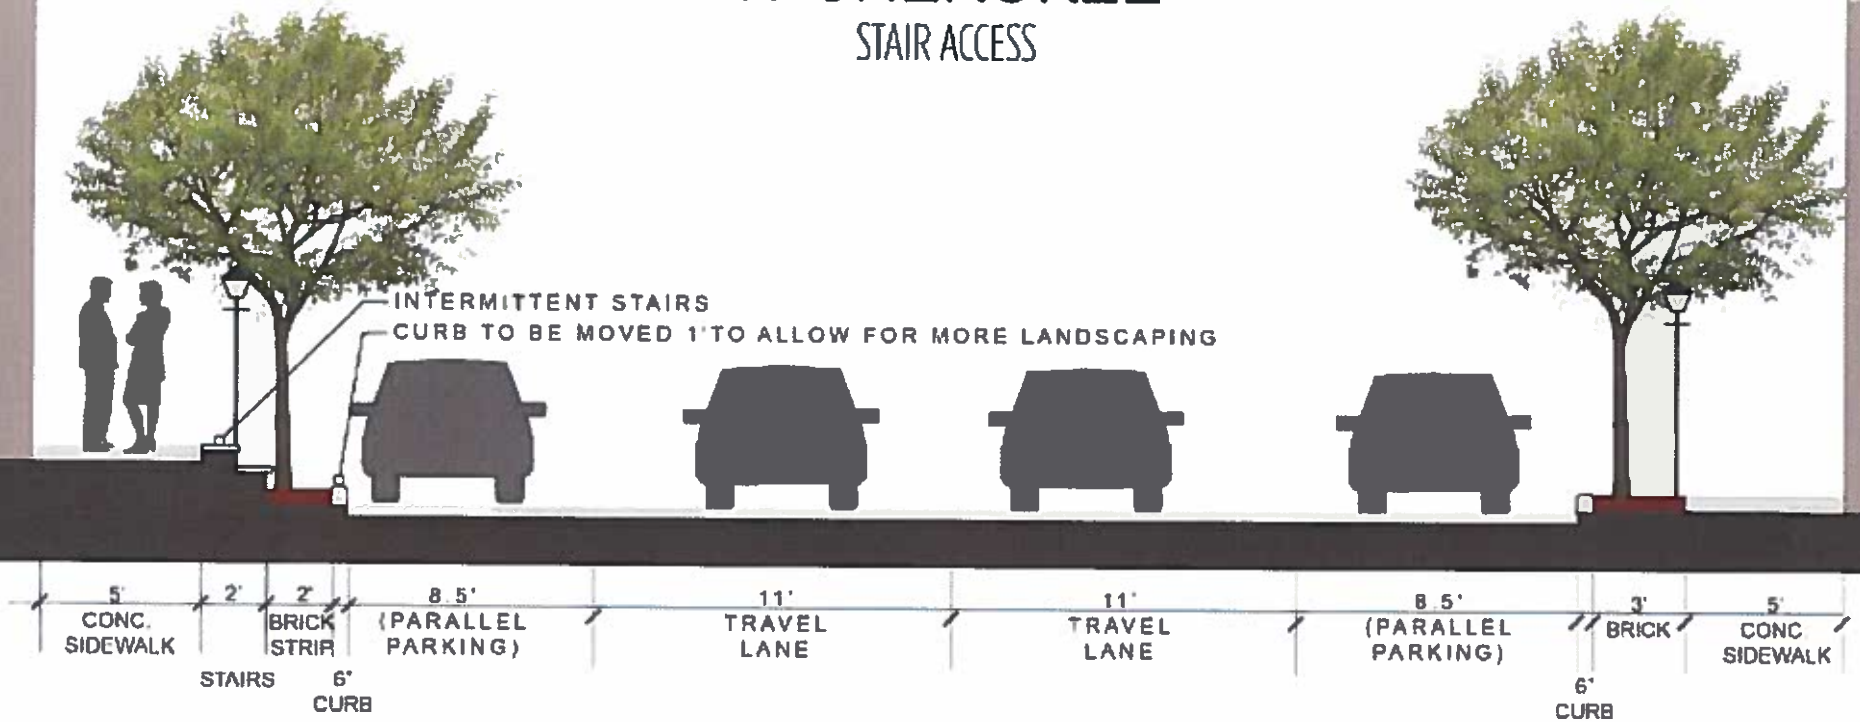 STAIR ACCESS
INTERMITTENT STAIRS
CURB TO BE MOVED 1' TO ALLOW FOR MORE LANDSCAPING
5' 2' 2' 8.5' 11' 11' 8.5' 3' 5'
CONC.
SIDEWALK
STAIRS
BRICK
STRIP
6"
CURB
(PARALLEL
PARKING)
TRAVEL
LANE
TRAVEL
LANE
(PARALLEL
PARKING)
6"
CURB
BRICK
CONC
SIDEWALK